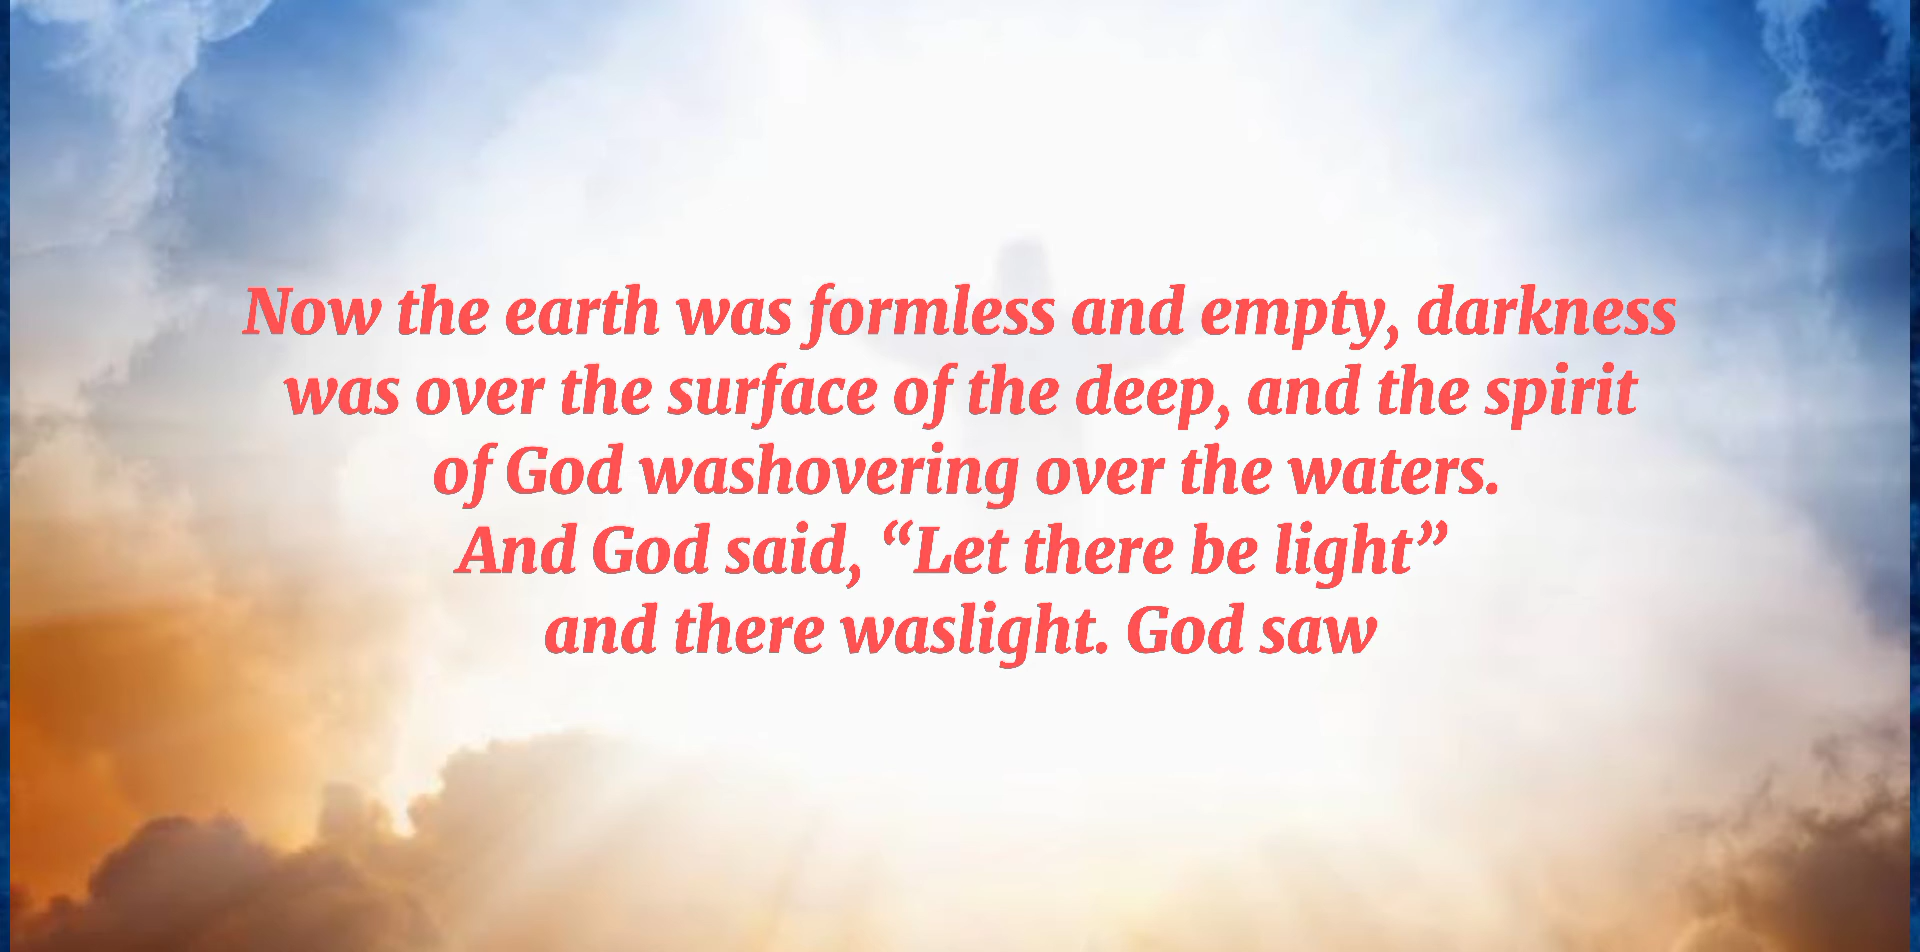 Now the earth was formless and empty, darkness
was over the surface of the deep, and the spirit
of God washovering over the waters.
And God said, “Let there be light”
and there waslight. God saw